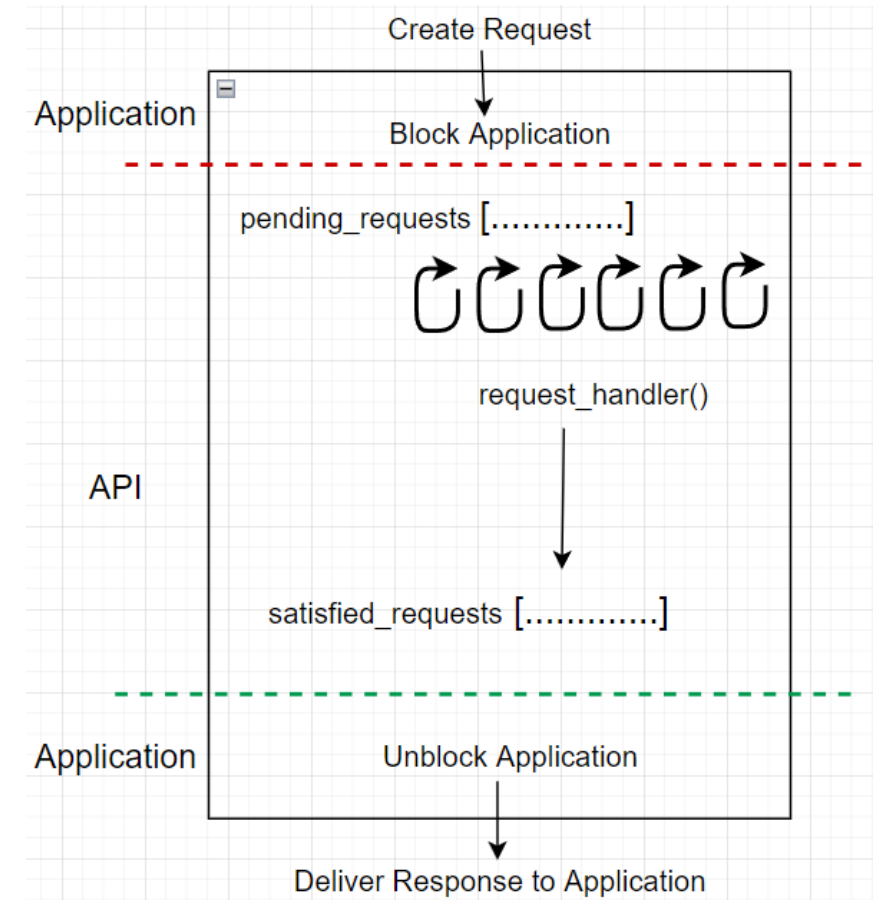 Create Request
Application
Block Application
pending_requests [.............]
request_handler()
API
satisfied_requests [.............]
Application
Unblock Application
Deliver Response to Application